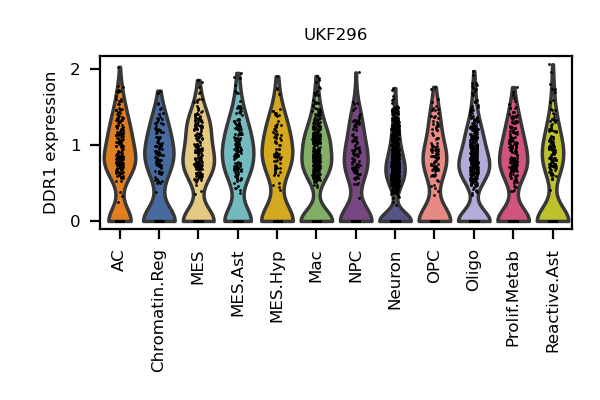 UKF296
DDR1 expression
2
1
0
AC
Chromatin.Reg
MES
MES.Ast
MES.Hyp
Mac
NPC
Neuron
OPC
Oligo
Prolif.Metab
Reactive.Ast